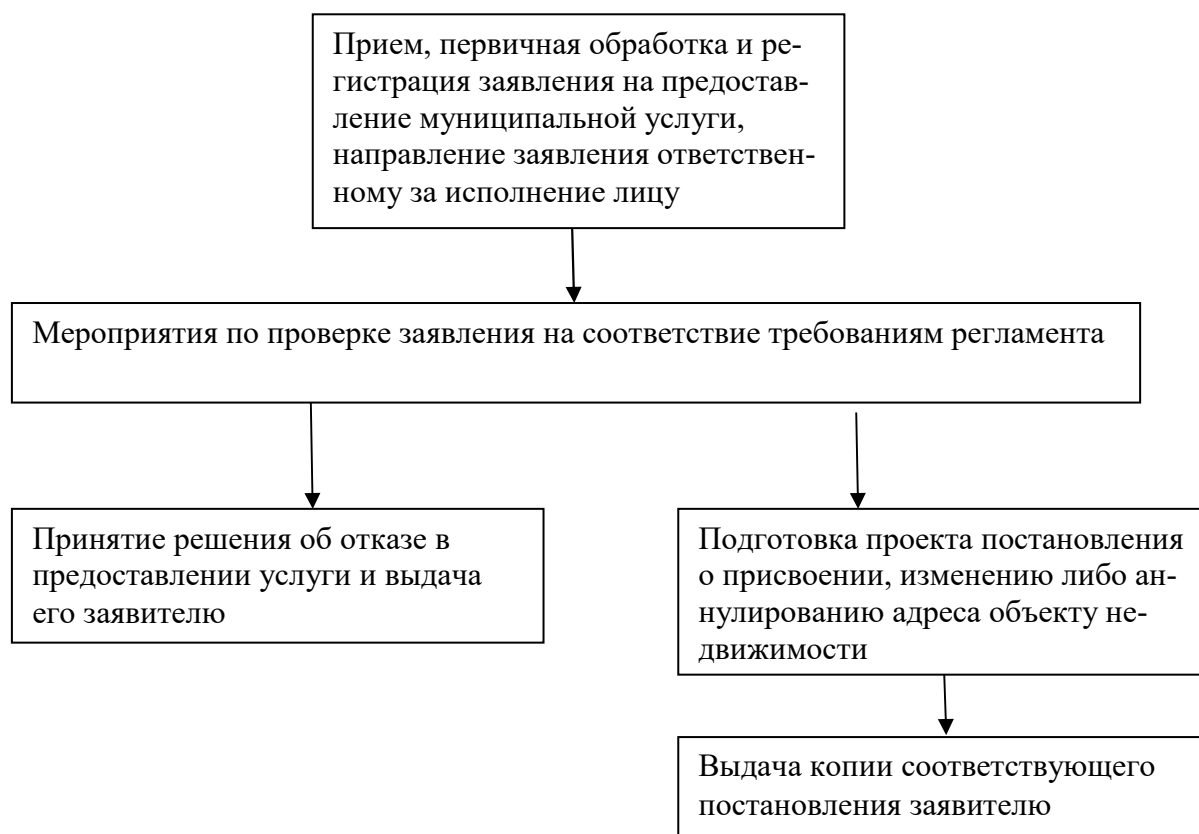 Прием, первичная обработка и ре-
гистрация заявления на предостав-
ление муниципальной услуги,
направление заявления ответствен-
ному за исполнение лицу
Мероприятия по проверке заявления на соответствие требованиям регламента
Принятие решения об отказе в
предоставлении услуги и выдача
его заявителю
Подготовка проекта постановления
о присвоении, изменению либо ан-
нулированию адреса объекту не-
движимости
Выдача копии соответствующего
постановления заявителю